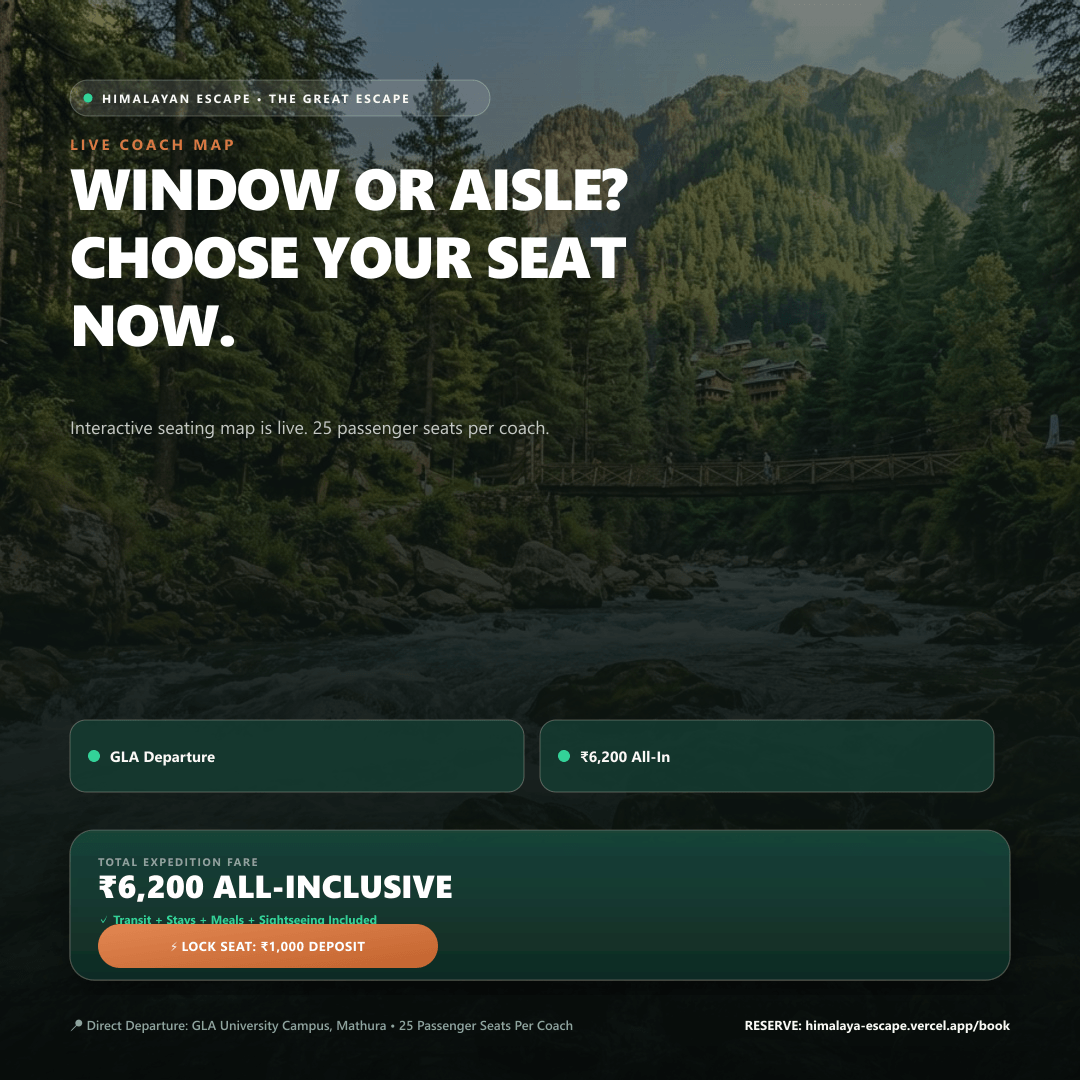 HIMALAYAN ESCAPE • THE GREAT ESCAPE
LIVE COACH MAP
WINDOW OR AISLE?
CHOOSE YOUR SEAT
NOW.
Interactive seating map is live. 25 passenger seats per coach.
GLA Departure
₹6,200 All-In
TOTAL EXPEDITION FARE
₹6,200 ALL-INCLUSIVE
✓ Transit + Stays + Meals + Sightseeing Included
⚡ LOCK SEAT: ₹1,000 DEPOSIT
📍 Direct Departure: GLA University Campus, Mathura • 25 Passenger Seats Per Coach
RESERVE: himalaya-escape.vercel.app/book